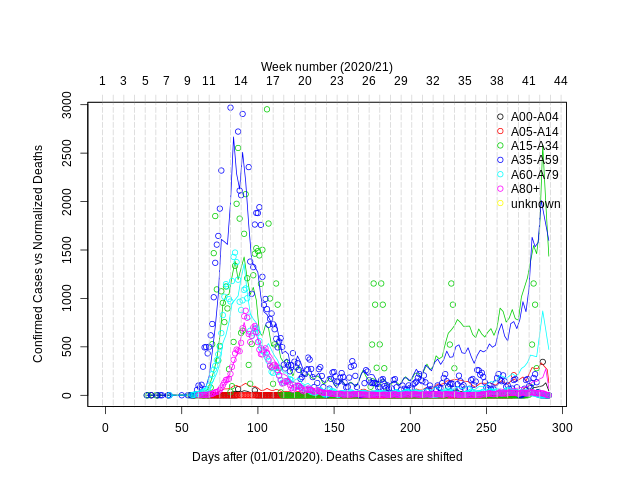 Week number (2020/21)
1 3 5 7 9 11 14 17 20 23 26 29 32 35 38 41 44
3000
2500
2000
1500
1000
500
0
Confirmed Cases vs Normalized Deaths
A00-A04
A05-A14
A15-A34
A35-A59
A60-A79
A80+
unknown
0 50 100 150 200 250 300
Days after (01/01/2020). Deaths Cases are shifted